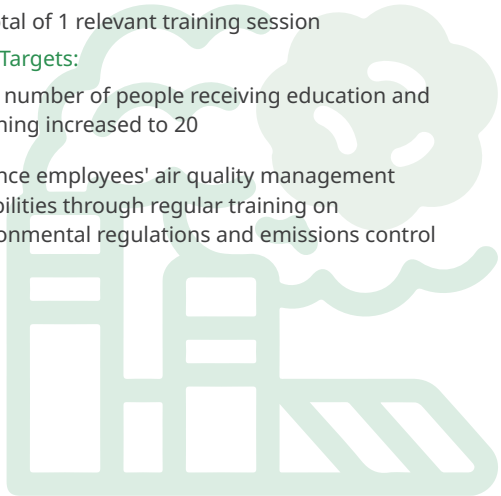 tal of 1 relevant training session
Targets:
number of people receiving education and
ning increased to 20
nce employees' air quality management
bilities through regular training on
onmental regulations and emissions control